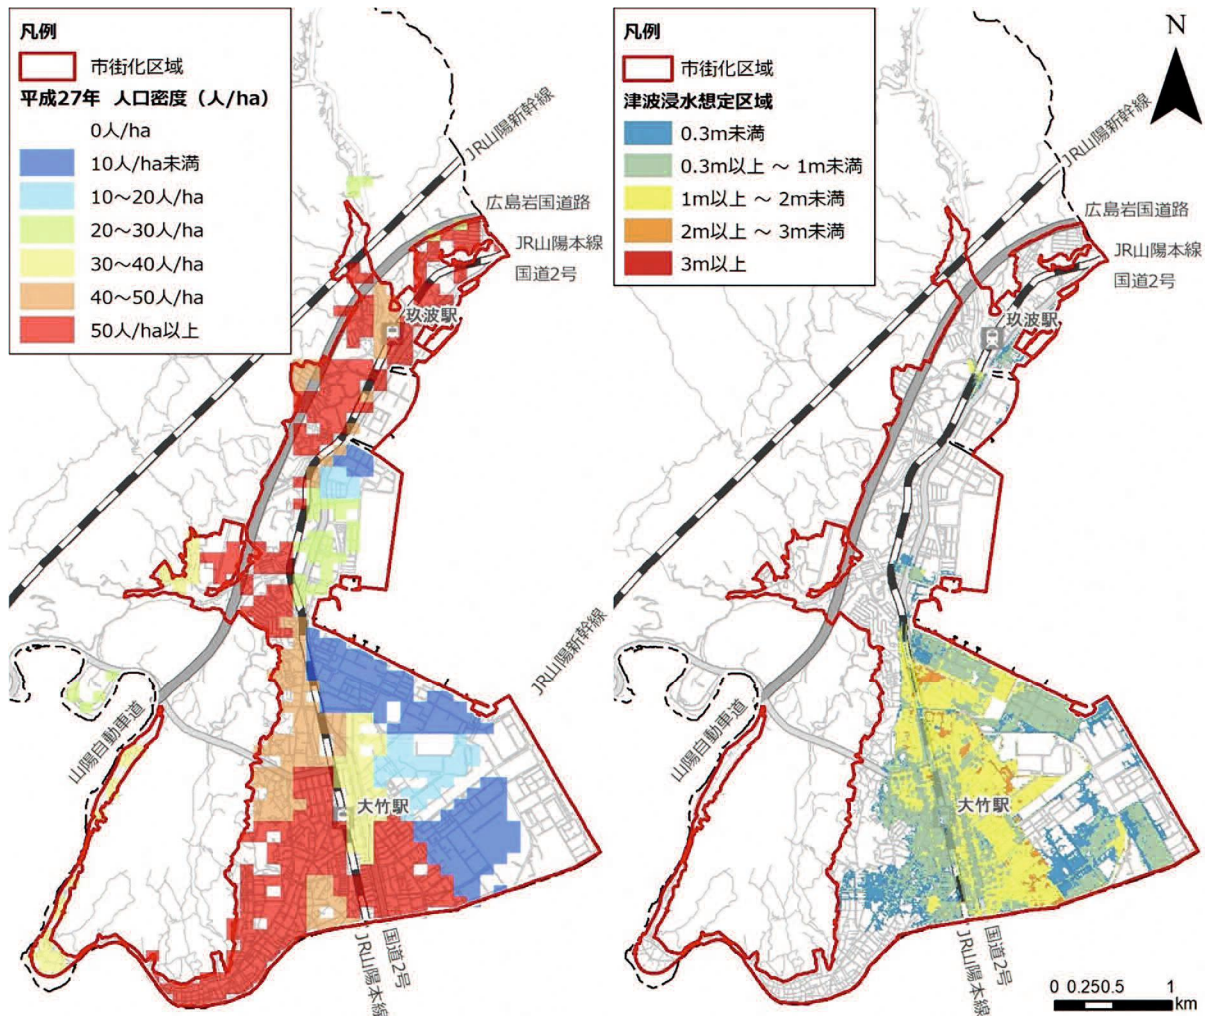 凡例
市街化区域
平成27年 人口密度（人/ha）
0人/ha
10人/ha未満
10～20人/ha
20～30人/ha
30～40人/ha
40～50人/ha
50人/ha以上
JR山陽新幹線
広島岩国道路
JR山陽本線
国道2号
玖波駅
JR山陽新幹線
山陽自動車道
大竹駅
国道2号
JR山陽本線
凡例
市街化区域
津波浸水想定区域
0.3m未満
0.3m以上 ～ 1m未満
1m以上 ～ 2m未満
2m以上 ～ 3m未満
3m以上
N
JR山陽新幹線
広島岩国道路
JR山陽本線
国道2号
玖波駅
山陽自動車道
大竹駅
国道2号
JR山陽本線
0 0.250.5 1
km